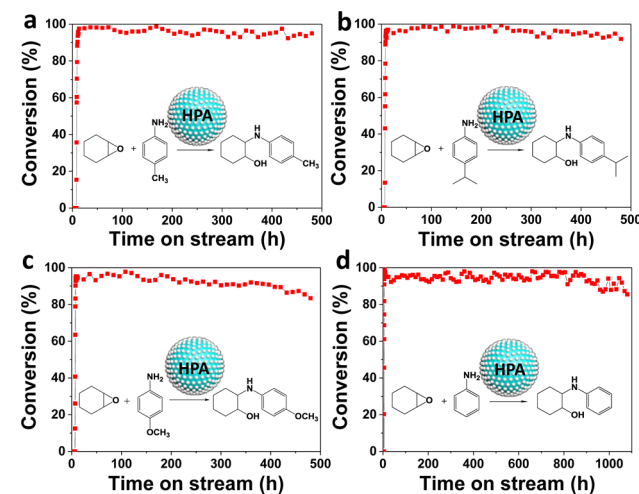 a
Conversion (%)
100
80
60
40
20
0
HPA
O
+
NH₂
CH₃
H
N
OH
CH₃
0 100 200 300 400 500
Time on stream (h)
b
Conversion (%)
100
80
60
40
20
0
HPA
O
+
NH₂
H
N
OH
0 100 200 300 400 500
Time on stream (h)
c
Conversion (%)
100
80
60
40
20
0
HPA
O
+
NH₂
OCH₃
H
N
OH
OCH₃
0 100 200 300 400 500
Time on stream (h)
d
Conversion (%)
100
80
60
40
20
0
HPA
O
+
NH₂
H
N
OH
0 200 400 600 800 1000
Time on stream (h)